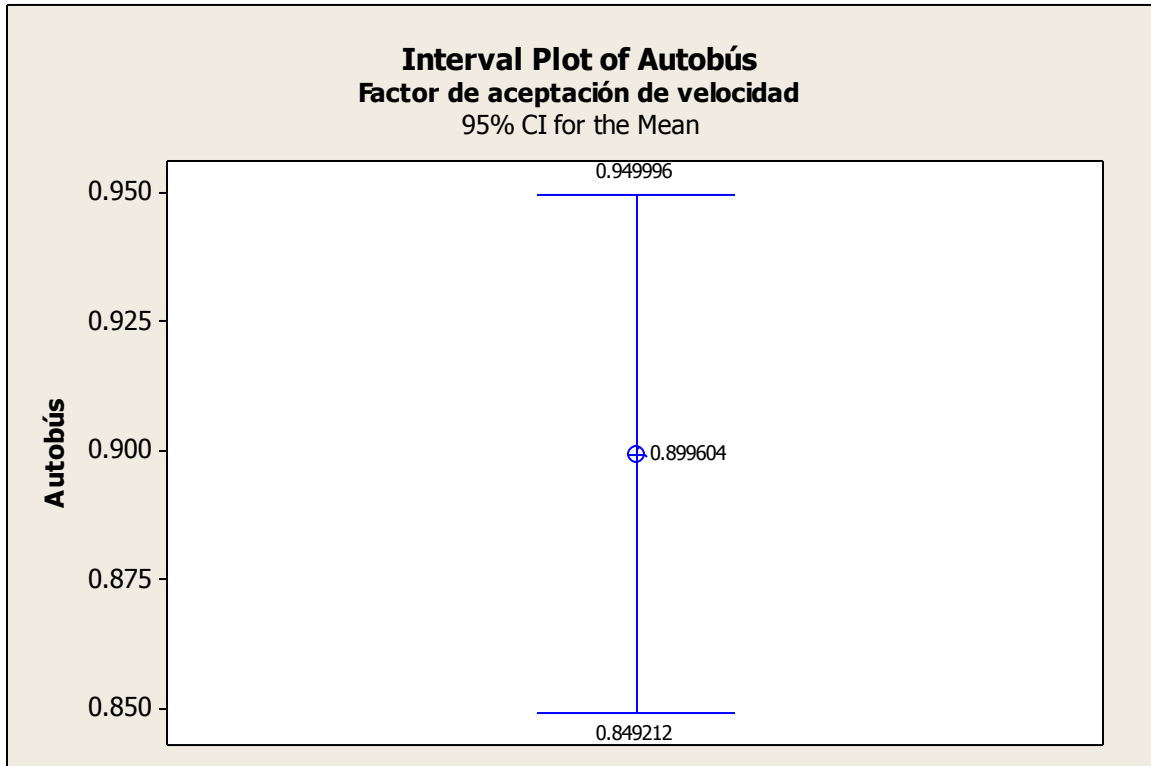 Interval Plot of Autobús
Factor de aceptación de velocidad
95% CI for the Mean
0.949996
0.950
0.925
0.900
0.899604
0.875
0.850
0.849212
Autobús